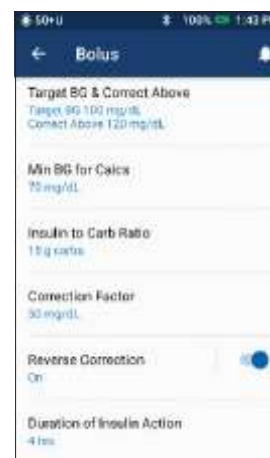 50+U 100% 1:43 P
Bolus
Target BG & Correct Above
Target BG 100 mg/dL
Correct Above 120 mg/dL
Min BG for Calcs
70 mg/dL
Insulin to Carb Ratio
g carbs
Correction Factor
50 mg/dL
Reverse Correction
On
Duration of Insulin Action
4 hrs